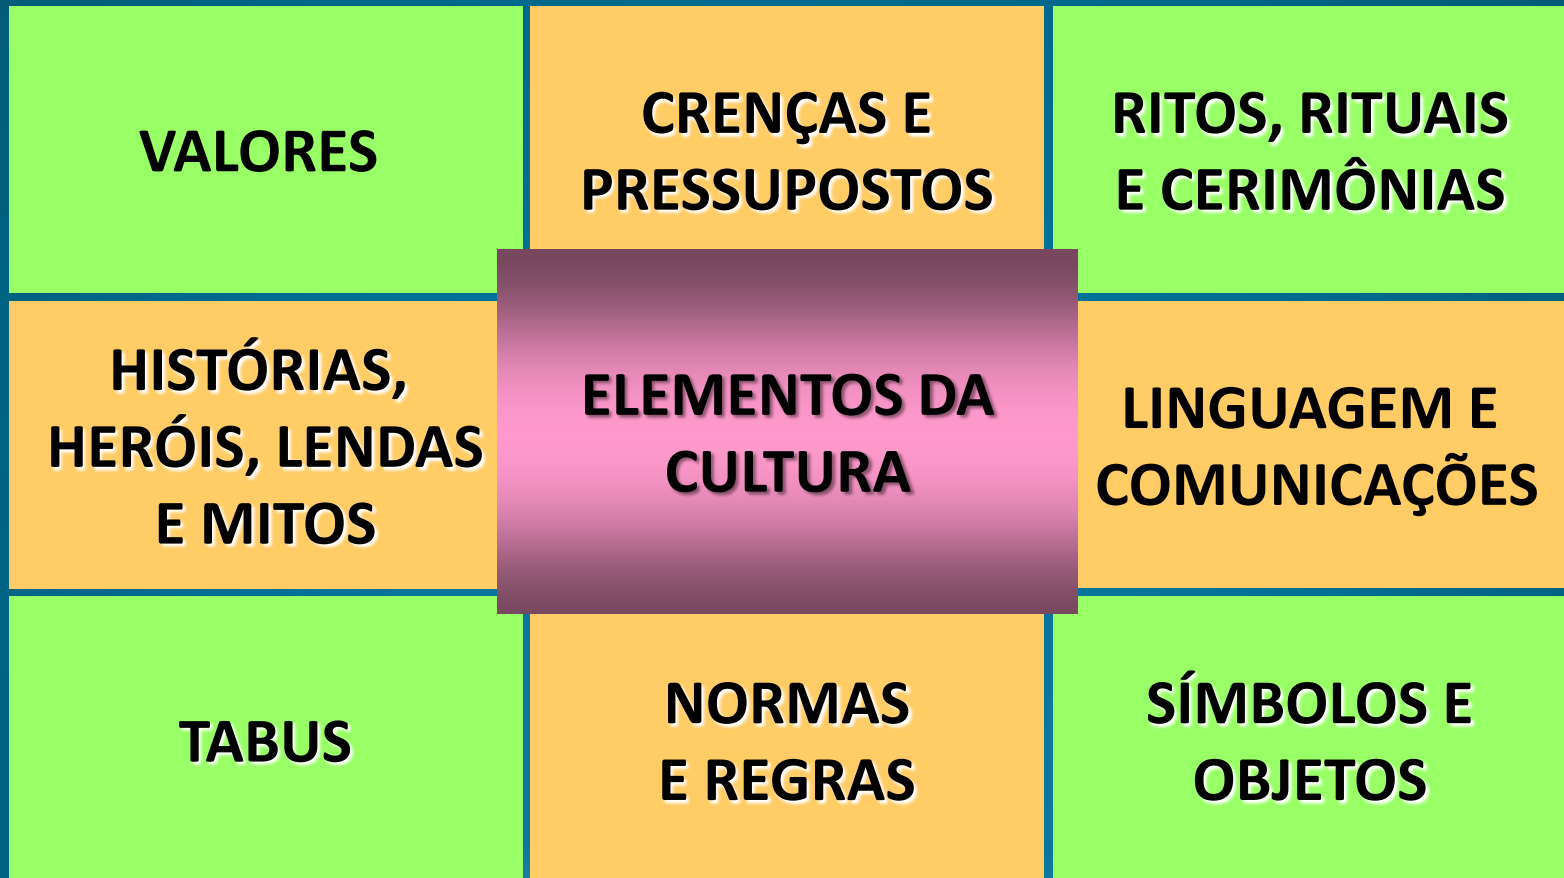 VALORES
CRENÇAS E
PRESSUPOSTOS
RITOS, RITUAIS
E CERIMÔNIAS
HISTÓRIAS,
HERÓIS, LENDAS
E MITOS
ELEMENTOS DA
CULTURA
LINGUAGEM E
COMUNICAÇÕES
TABUS
NORMAS
E REGRAS
SÍMBOLOS E
OBJETOS